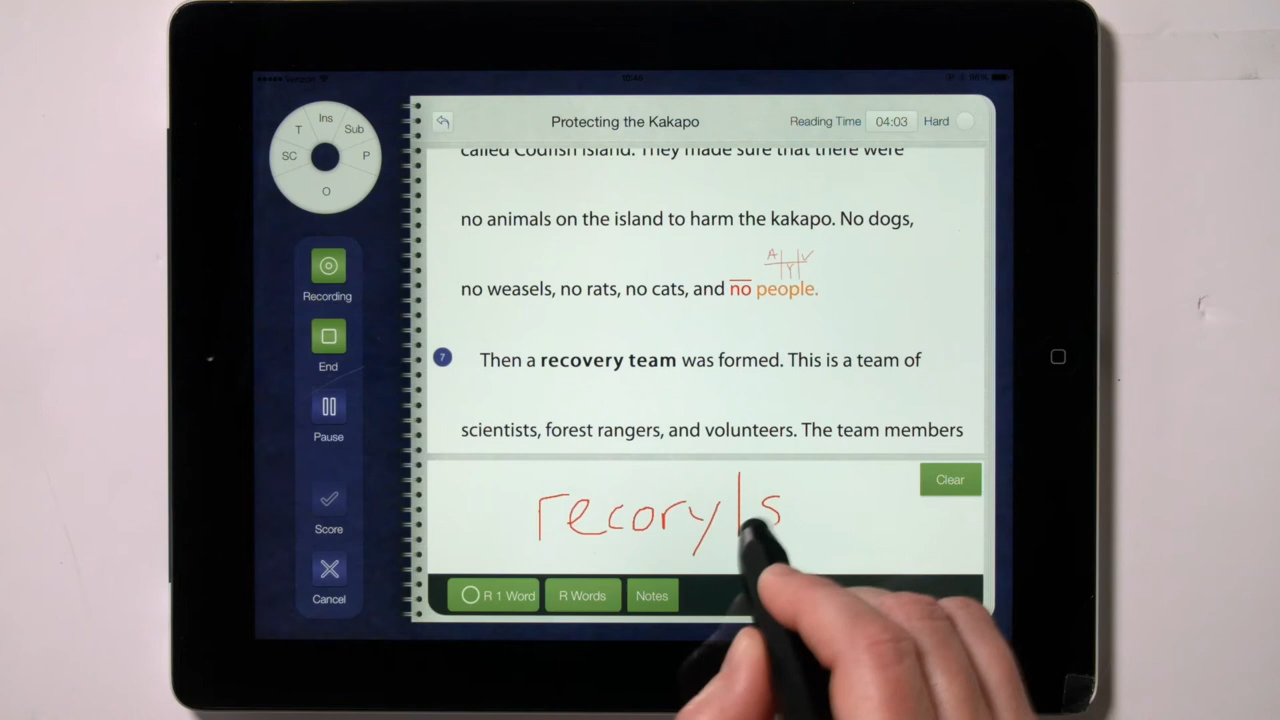 Verizon 10:46
Ins
T
Sub
SC
P
O
Protecting the Kakapo
Reading Time 04:03 Hard
called Codfish Island. They made sure that there were
no animals on the island to harm the kakapo. No dogs,
A Y V
no weasels, no rats, no cats, and no people.
7 Then a recovery team was formed. This is a team of
scientists, forest rangers, and volunteers. The team members
Recording
End
Pause
Score
Cancel
Clear
recory | s
R 1 Word R Words Notes